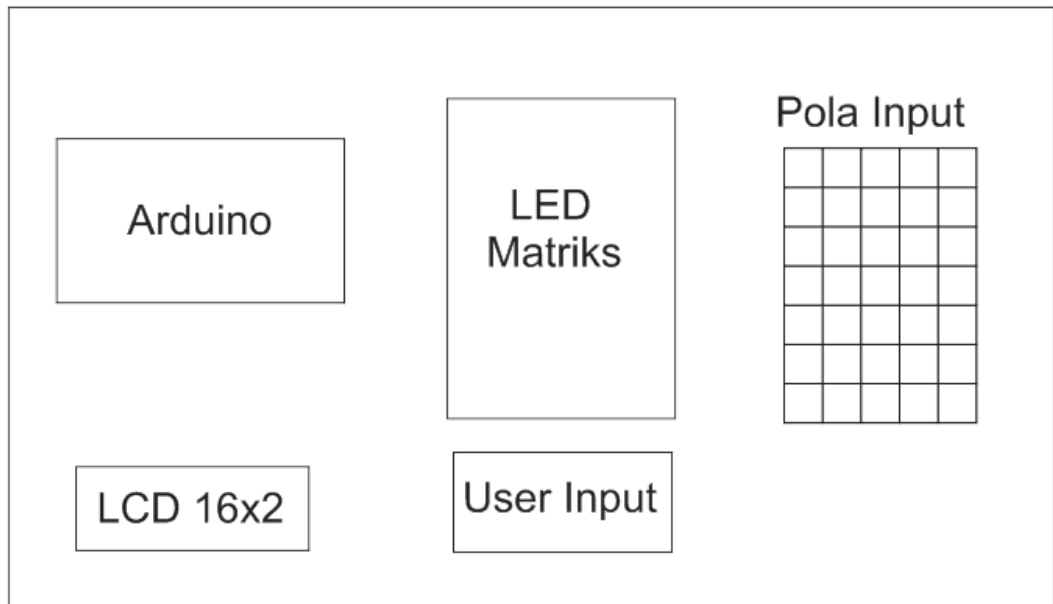 Pola Input
Arduino
LED
Matriks
LCD 16x2
User Input